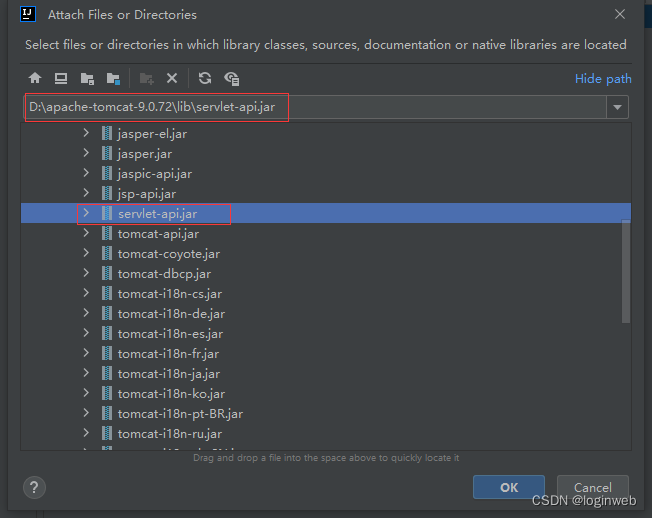 Attach Files or Directories
Select files or directories in which library classes, sources, documentation or native libraries are located
Hide path
D:\apache-tomcat-9.0.72\lib\servlet-api.jar
jasper-el.jar
jasper.jar
jaspic-api.jar
jsp-api.jar
servlet-api.jar
tomcat-api.jar
tomcat-coyote.jar
tomcat-dbcp.jar
tomcat-i18n-cs.jar
tomcat-i18n-de.jar
tomcat-i18n-es.jar
tomcat-i18n-fr.jar
tomcat-i18n-ja.jar
tomcat-i18n-ko.jar
tomcat-i18n-pt-BR.jar
tomcat-i18n-ru.jar
Drag and drop a file into the space above to quickly locate it
? OK Cancel
CSDN @loginweb